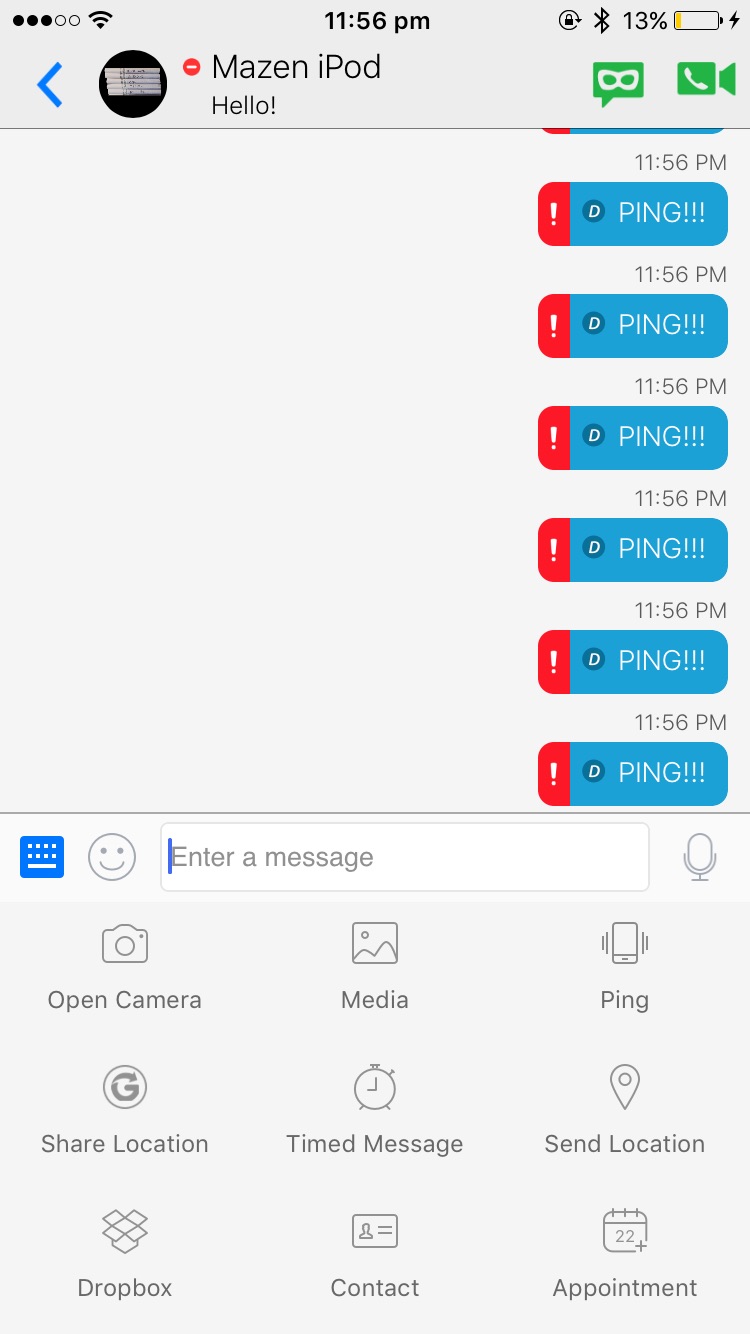 11:56 pm
13%
Mazen iPod
Hello!
11:56 PM
! D PING!!!
11:56 PM
! D PING!!!
11:56 PM
! D PING!!!
11:56 PM
! D PING!!!
11:56 PM
! D PING!!!
11:56 PM
! D PING!!!
Enter a message
Open Camera
Media
Ping
G
Share Location
Timed Message
Send Location
22
Dropbox
Contact
Appointment